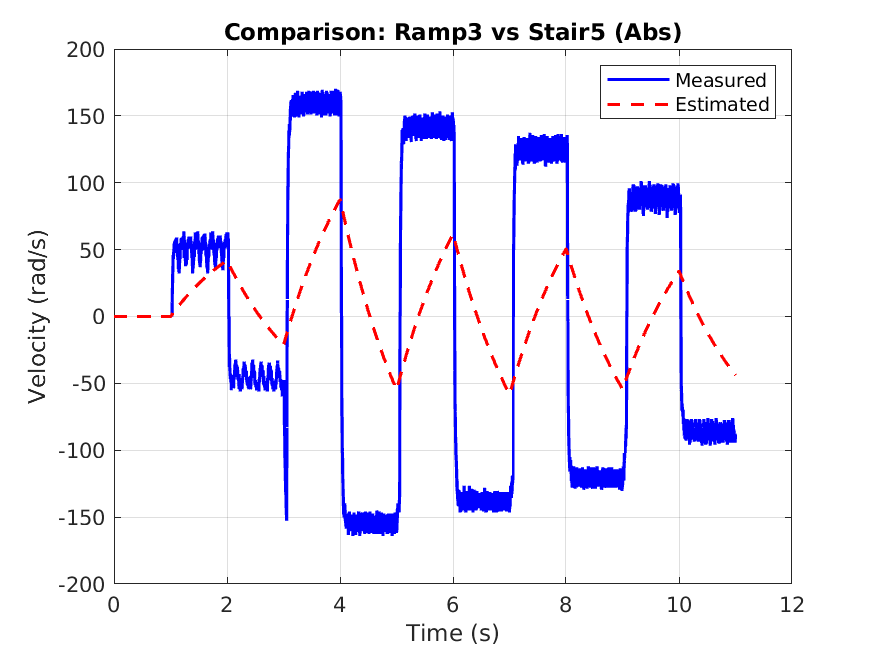 Comparison: Ramp3 vs Stair5 (Abs)
Measured
Estimated
Velocity (rad/s)
200
150
100
50
0
-50
-100
-150
-200
0 2 4 6 8 10 12
Time (s)